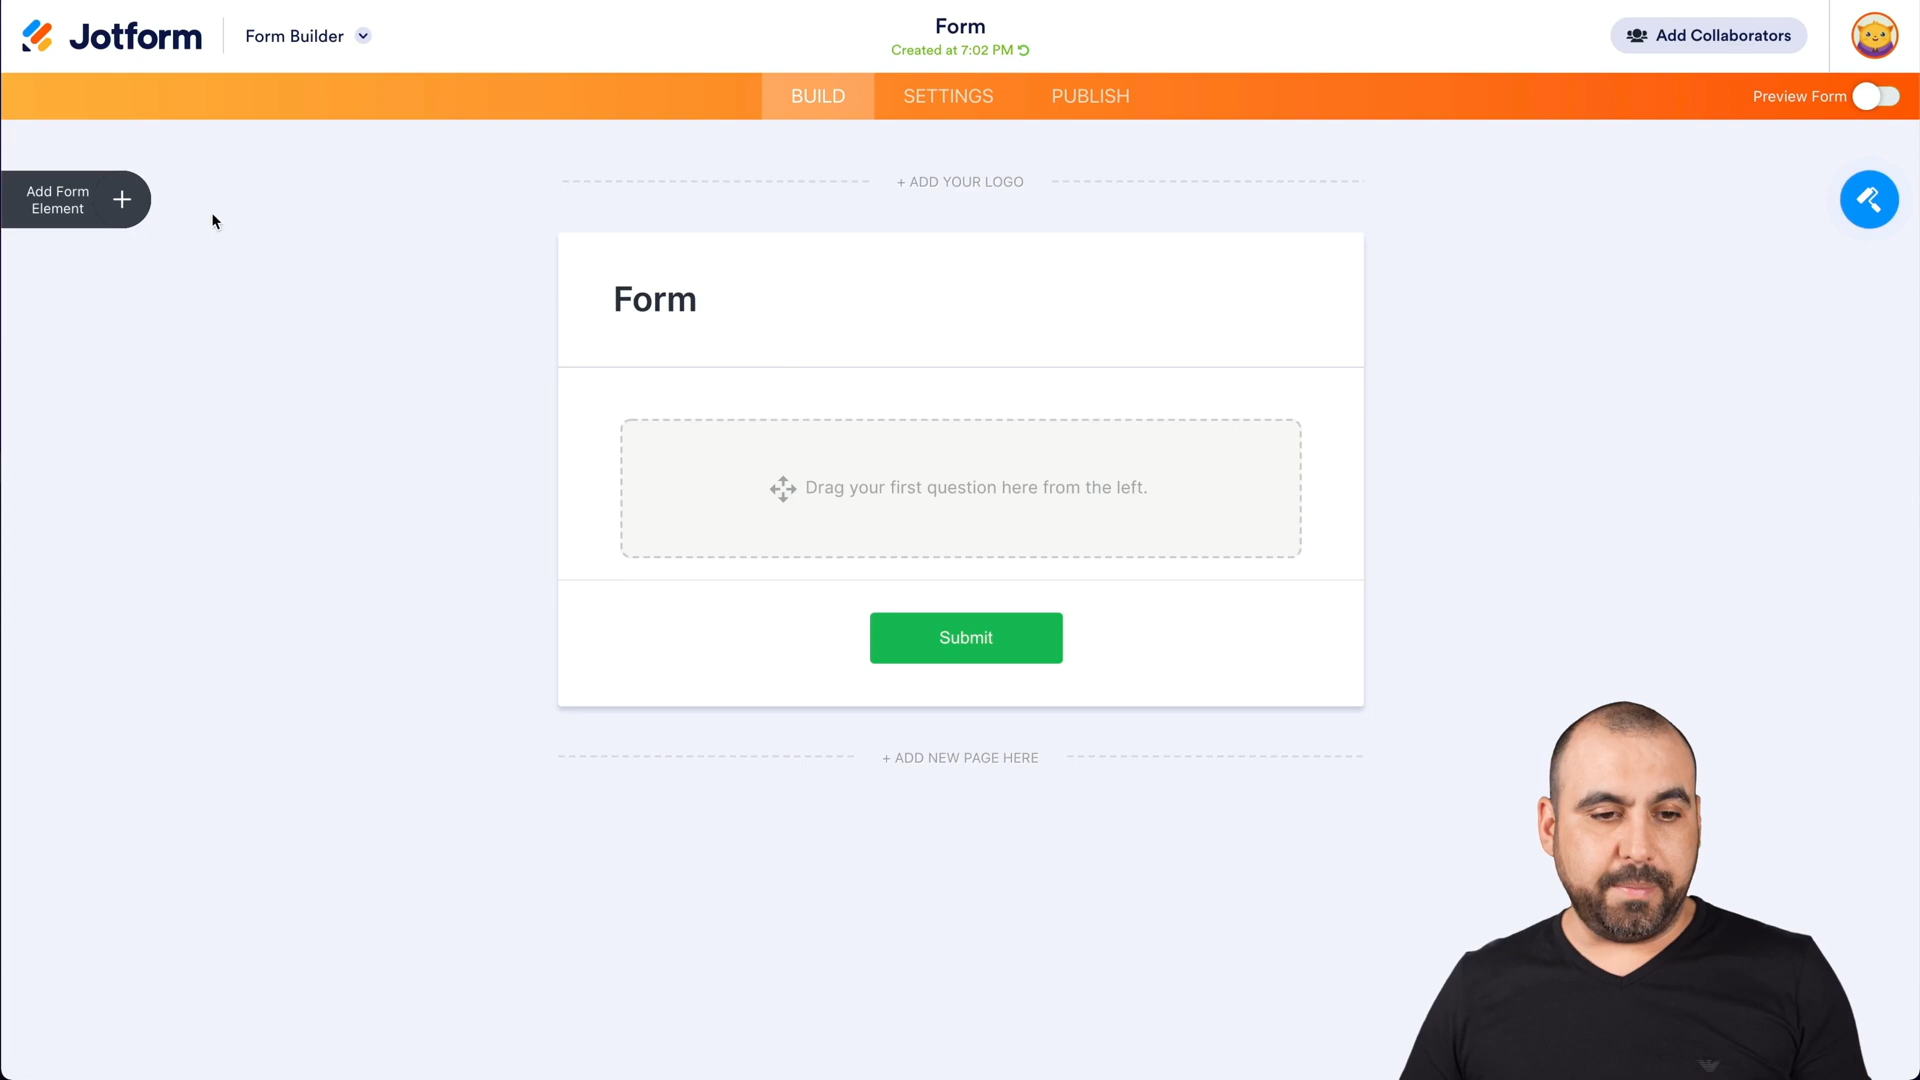 Jotform
Form Builder
Form
Created at 7:02 PM
Add Collaborators
BUILD
SETTINGS
PUBLISH
Preview Form
Add Form
Element
+ ADD YOUR LOGO
Form
Drag your first question here from the left.
Submit
+ ADD NEW PAGE HERE